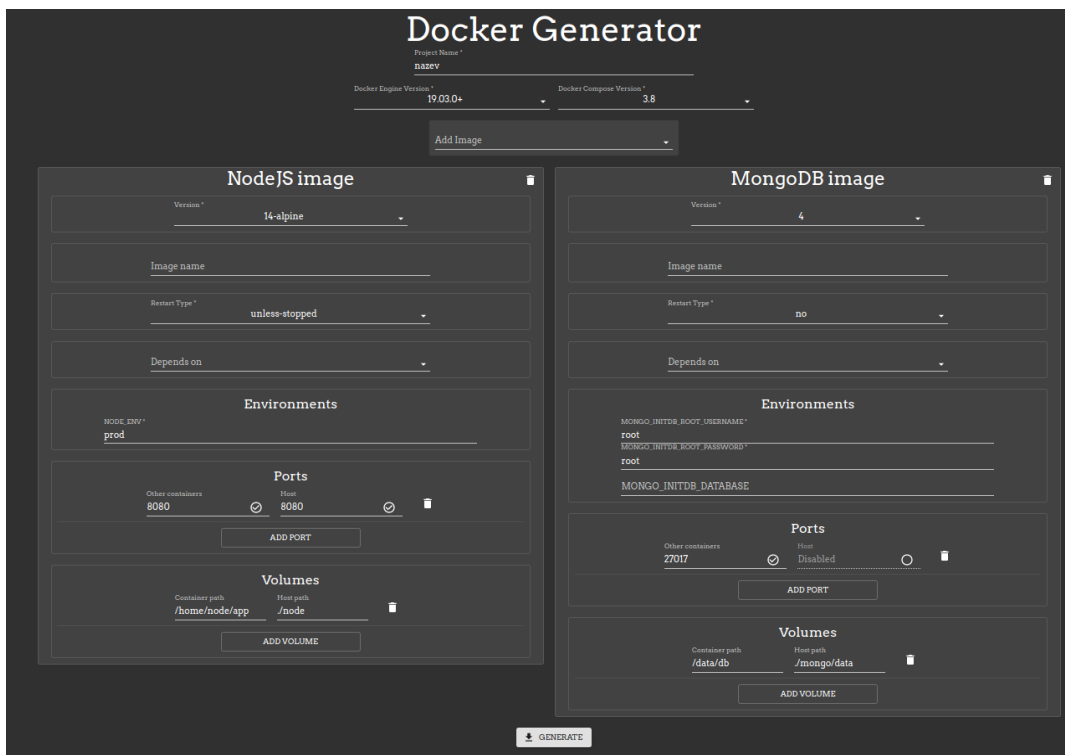 Docker Generator
Project Name *
nazev
Docker Engine Version *
19.03.0+
Docker Compose Version *
3.8
Add Image
NodeJS image
Version *
14-alpine
Image name
Restart Type *
unless-stopped
Depends on
Environments
NODE_ENV *
prod
Ports
Other containers
8080
Host
8080
ADD PORT
Volumes
Container path
/home/node/app
Host path
./node
ADD VOLUME
MongoDB image
Version *
4
Image name
Restart Type *
no
Depends on
Environments
MONGO_INITDB_ROOT_USERNAME *
root
MONGO_INITDB_ROOT_PASSWORD *
root
MONGO_INITDB_DATABASE
Ports
Other containers
27017
Host
Disabled
ADD PORT
Volumes
Container path
/data/db
Host path
./mongo/data
ADD VOLUME
GENERATE